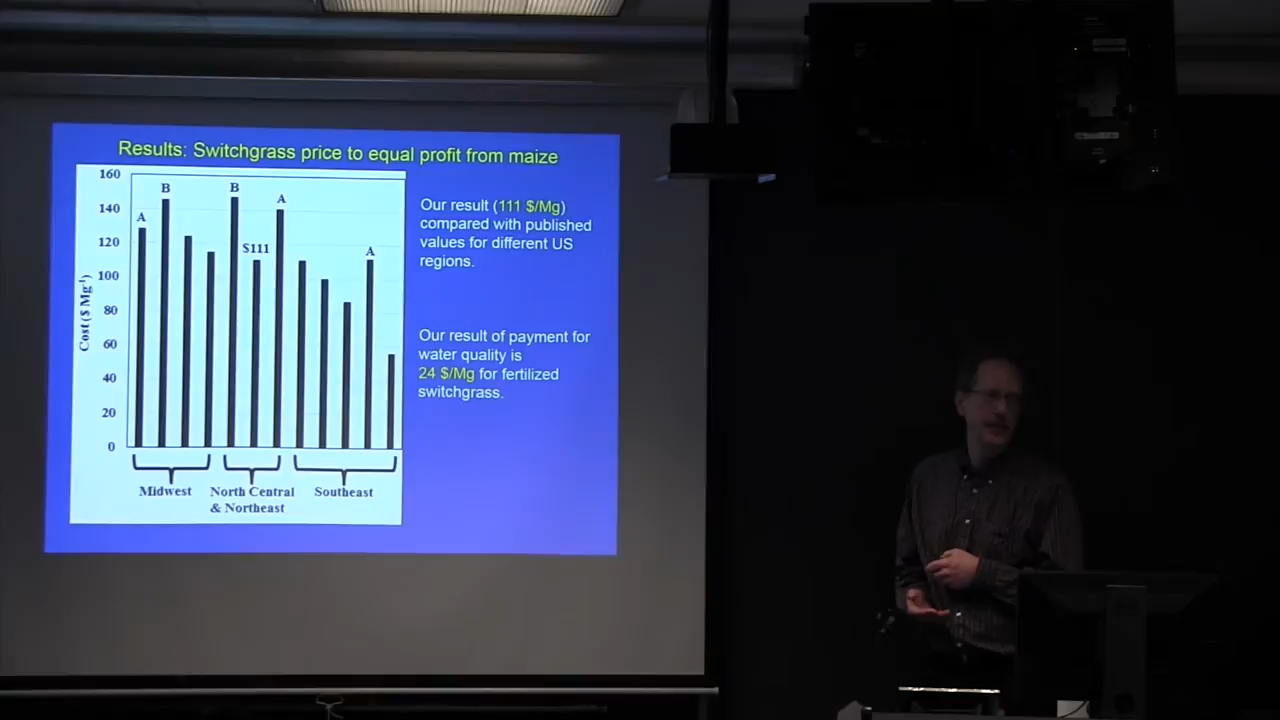 Results: Switchgrass price to equal profit from maize
160
140
120
100
80
60
40
20
0
Cost ($ Mg-1)
A
B
B
$111
A
A
Midwest
North Central
& Northeast
Southeast
Our result (111 $/Mg)
compared with published
values for different US
regions.
Our result of payment for
water quality is
24 $/Mg for fertilized
switchgrass.